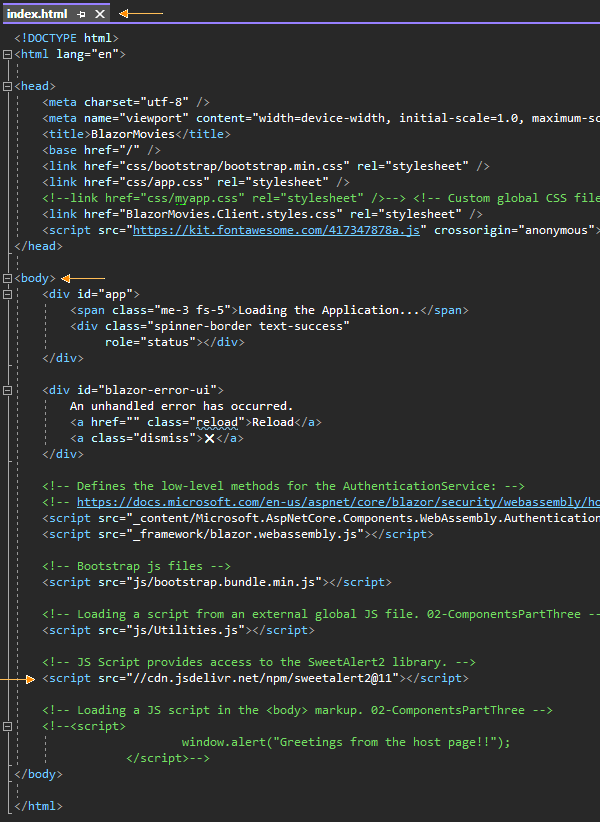 index.html
<!DOCTYPE html>
<html lang="en">
<head>
<meta charset="utf-8" />
<meta name="viewport" content="width=device-width, initial-scale=1.0, maximum-sc
<title>BlazorMovies</title>
<base href="/" />
<link href="css/bootstrap/bootstrap.min.css" rel="stylesheet" />
<link href="css/app.css" rel="stylesheet" />
<!--link href="css/myapp.css" rel="stylesheet" />--> <!-- Custom global CSS file
<link href="BlazorMovies.Client.styles.css" rel="stylesheet" />
<script src="https://kit.fontawesome.com/417347878a.js" crossorigin="anonymous">
</head>
<body>
<div id="app">
<span class="me-3 fs-5">Loading the Application...</span>
<div class="spinner-border text-success"
role="status"></div>
</div>
<div id="blazor-error-ui">
An unhandled error has occurred.
<a href="" class="reload">Reload</a>
<a class="dismiss">🗙</a>
</div>
<!-- Defines the low-level methods for the AuthenticationService: -->
<!-- https://docs.microsoft.com/en-us/aspnet/core/blazor/security/webassembly/ho
<script src="_content/Microsoft.AspNetCore.Components.WebAssembly.Authentication
<script src="_framework/blazor.webassembly.js"></script>
<!-- Bootstrap js files -->
<script src="js/bootstrap.bundle.min.js"></script>
<!-- Loading a script from an external global JS file. 02-ComponentsPartThree --
<script src="js/Utilities.js"></script>
<!-- JS Script provides access to the SweetAlert2 library. -->
<script src="//cdn.jsdelivr.net/npm/sweetalert2@11"></script>
<!-- Loading a JS script in the <body> markup. 02-ComponentsPartThree -->
<!--<script>
window.alert("Greetings from the host page!!");
</script>-->
</body>
</html>